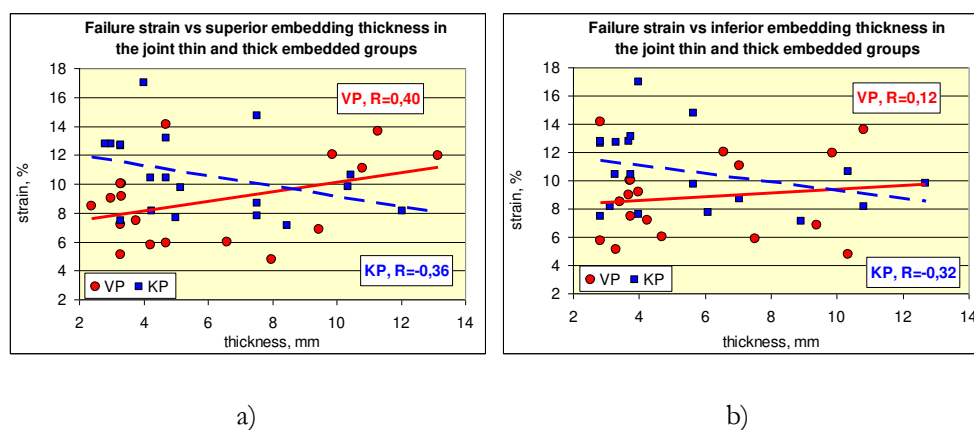 Failure strain vs superior embedding thickness in
the joint thin and thick embedded groups
18
16
14
12
10
8
6
4
2
strain, %
VP, R=0,40
KP, R=-0,36
VP KP
2 4 6 8 10 12 14
thickness, mm
a)
Failure strain vs inferior embedding thickness in
the joint thin and thick embedded groups
18
16
14
12
10
8
6
4
2
strain, %
VP, R=0,12
KP, R=-0,32
VP KP
2 4 6 8 10 12 14
thickness, mm
b)